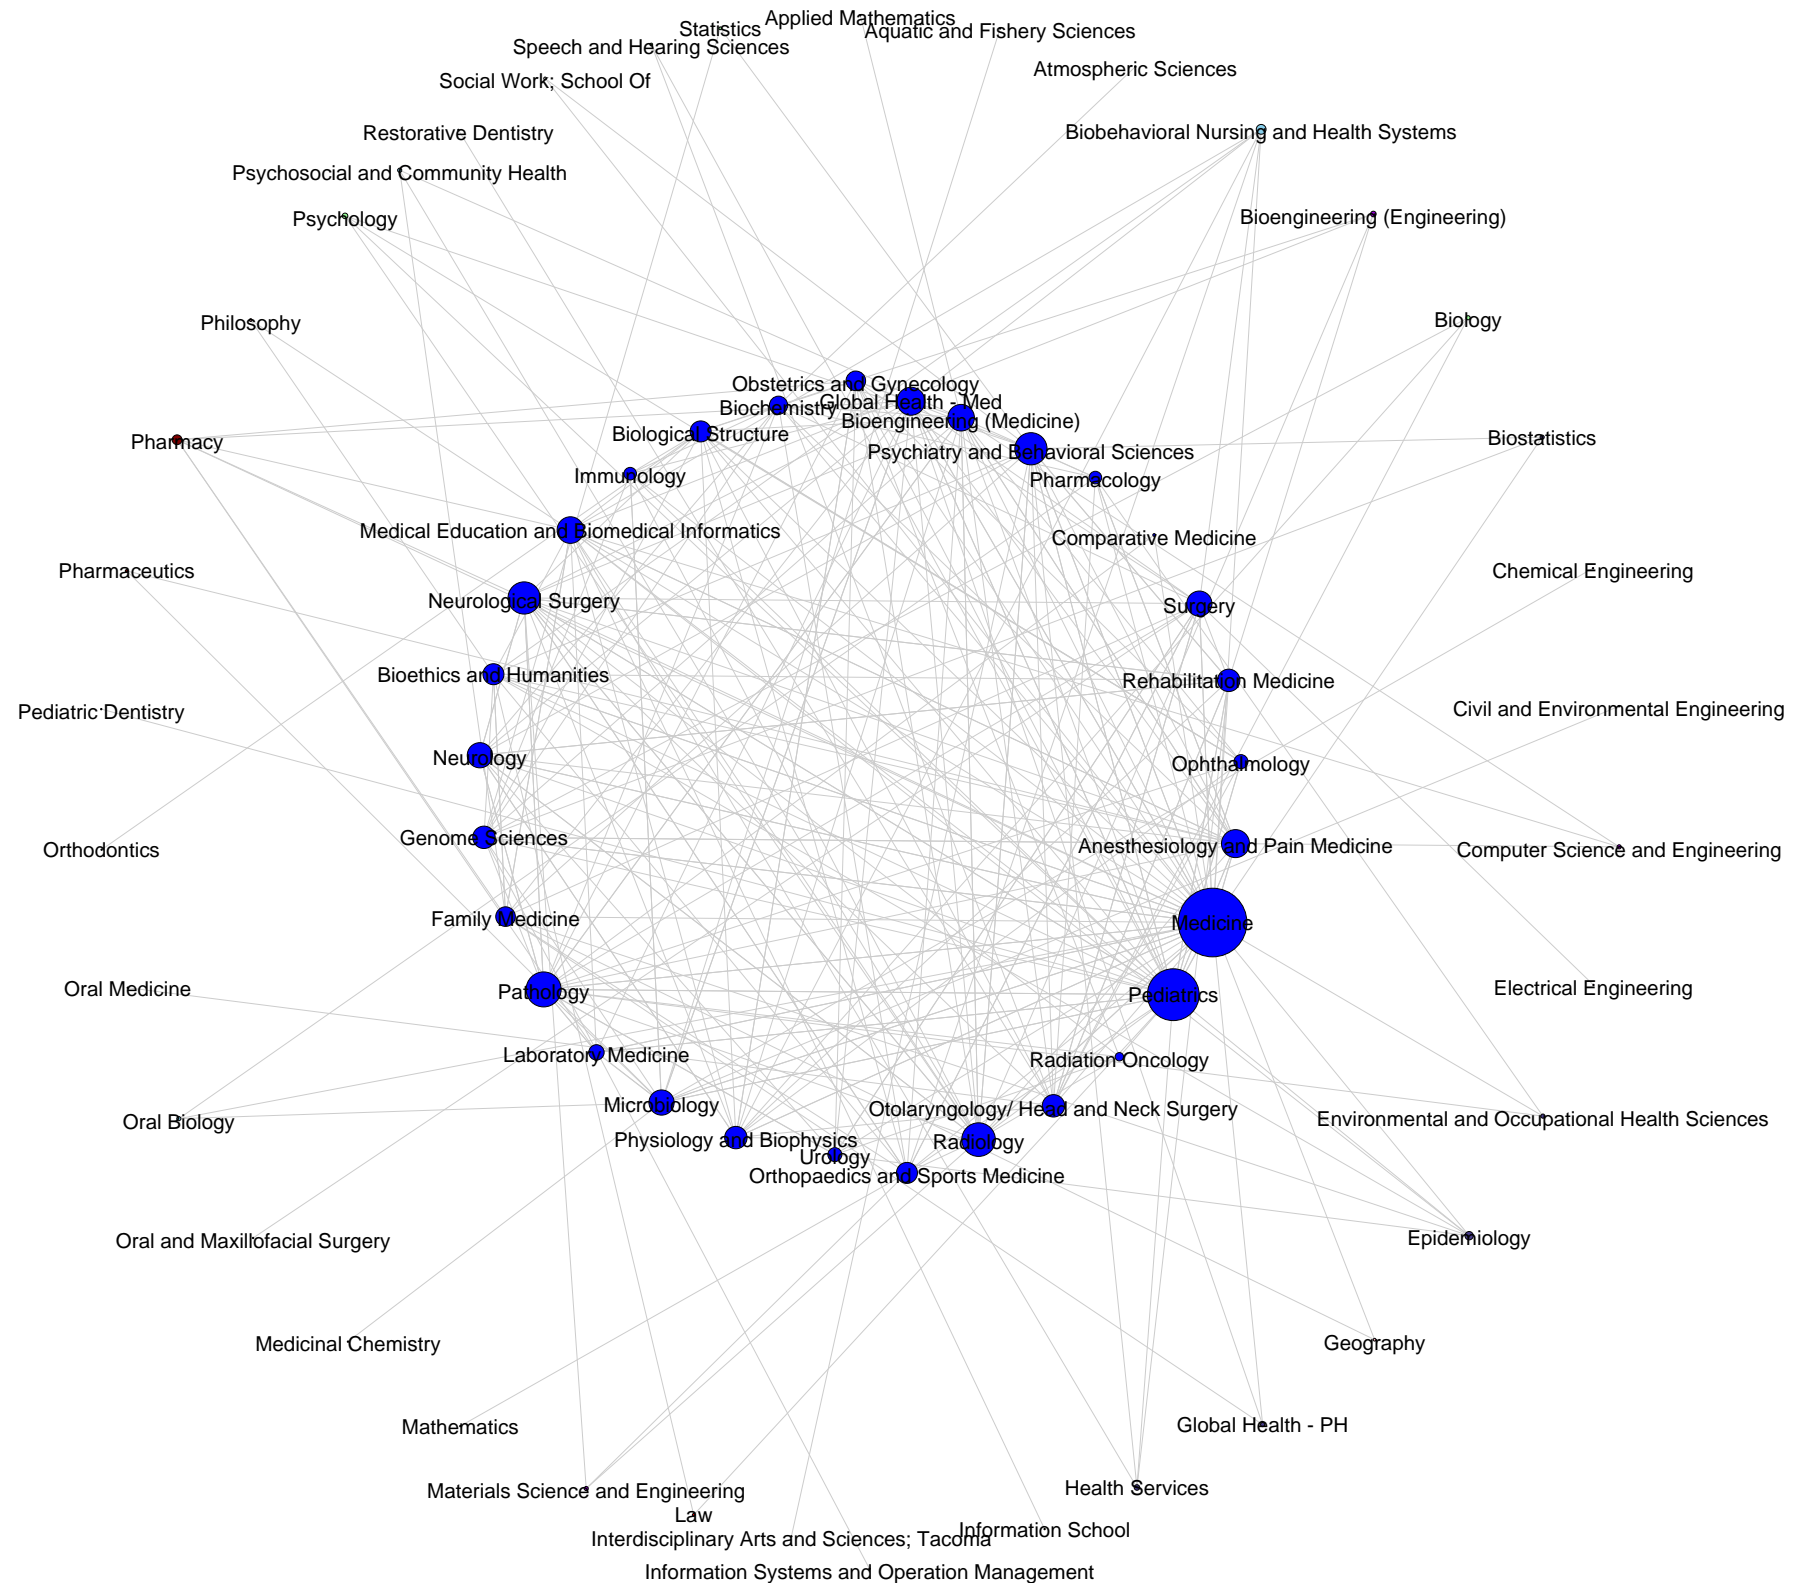 Applied Mathematics
Statistics
Aquatic and Fishery Sciences
Speech and Hearing Sciences
Atmospheric Sciences
Social Work; School Of
Restorative Dentistry
Biobehavioral Nursing and Health Systems
Psychosocial and Community Health
Psychology
Bioengineering (Engineering)
Philosophy
Biology
Obstetrics and Gynecology
Global Health - Med
Biochemistry
Bioengineering (Medicine)
Biological Structure
Pharmacy
Biostatistics
Psychiatry and Behavioral Sciences
Immunology
Pharmacology
Medical Education and Biomedical Informatics
Comparative Medicine
Pharmaceutics
Chemical Engineering
Neurological Surgery
Surgery
Bioethics and Humanities
Rehabilitation Medicine
Pediatric Dentistry
Civil and Environmental Engineering
Neurology
Ophthalmology
Genome Sciences
Anesthesiology and Pain Medicine
Orthodontics
Computer Science and Engineering
Family Medicine
Medicine
Oral Medicine
Pathology
Pediatrics
Electrical Engineering
Laboratory Medicine
Radiation Oncology
Microbiology
Otolaryngology/ Head and Neck Surgery
Oral Biology
Environmental and Occupational Health Sciences
Physiology and Biophysics
Radiology
Urology
Orthopaedics and Sports Medicine
Oral and Maxillofacial Surgery
Epidemiology
Medicinal Chemistry
Geography
Mathematics
Global Health - PH
Materials Science and Engineering
Health Services
Law
Information School
Interdisciplinary Arts and Sciences; Tacoma
Information Systems and Operation Management